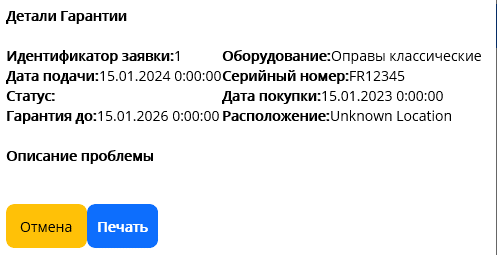 Детали Гарантии
Идентификатор заявки:1 Оборудование:Оправы классические
Дата подачи:15.01.2024 0:00:00 Серийный номер:FR12345
Статус: Дата покупки:15.01.2023 0:00:00
Гарантия до:15.01.2026 0:00:00 Расположение:Unknown Location
Описание проблемы
Отмена Печать